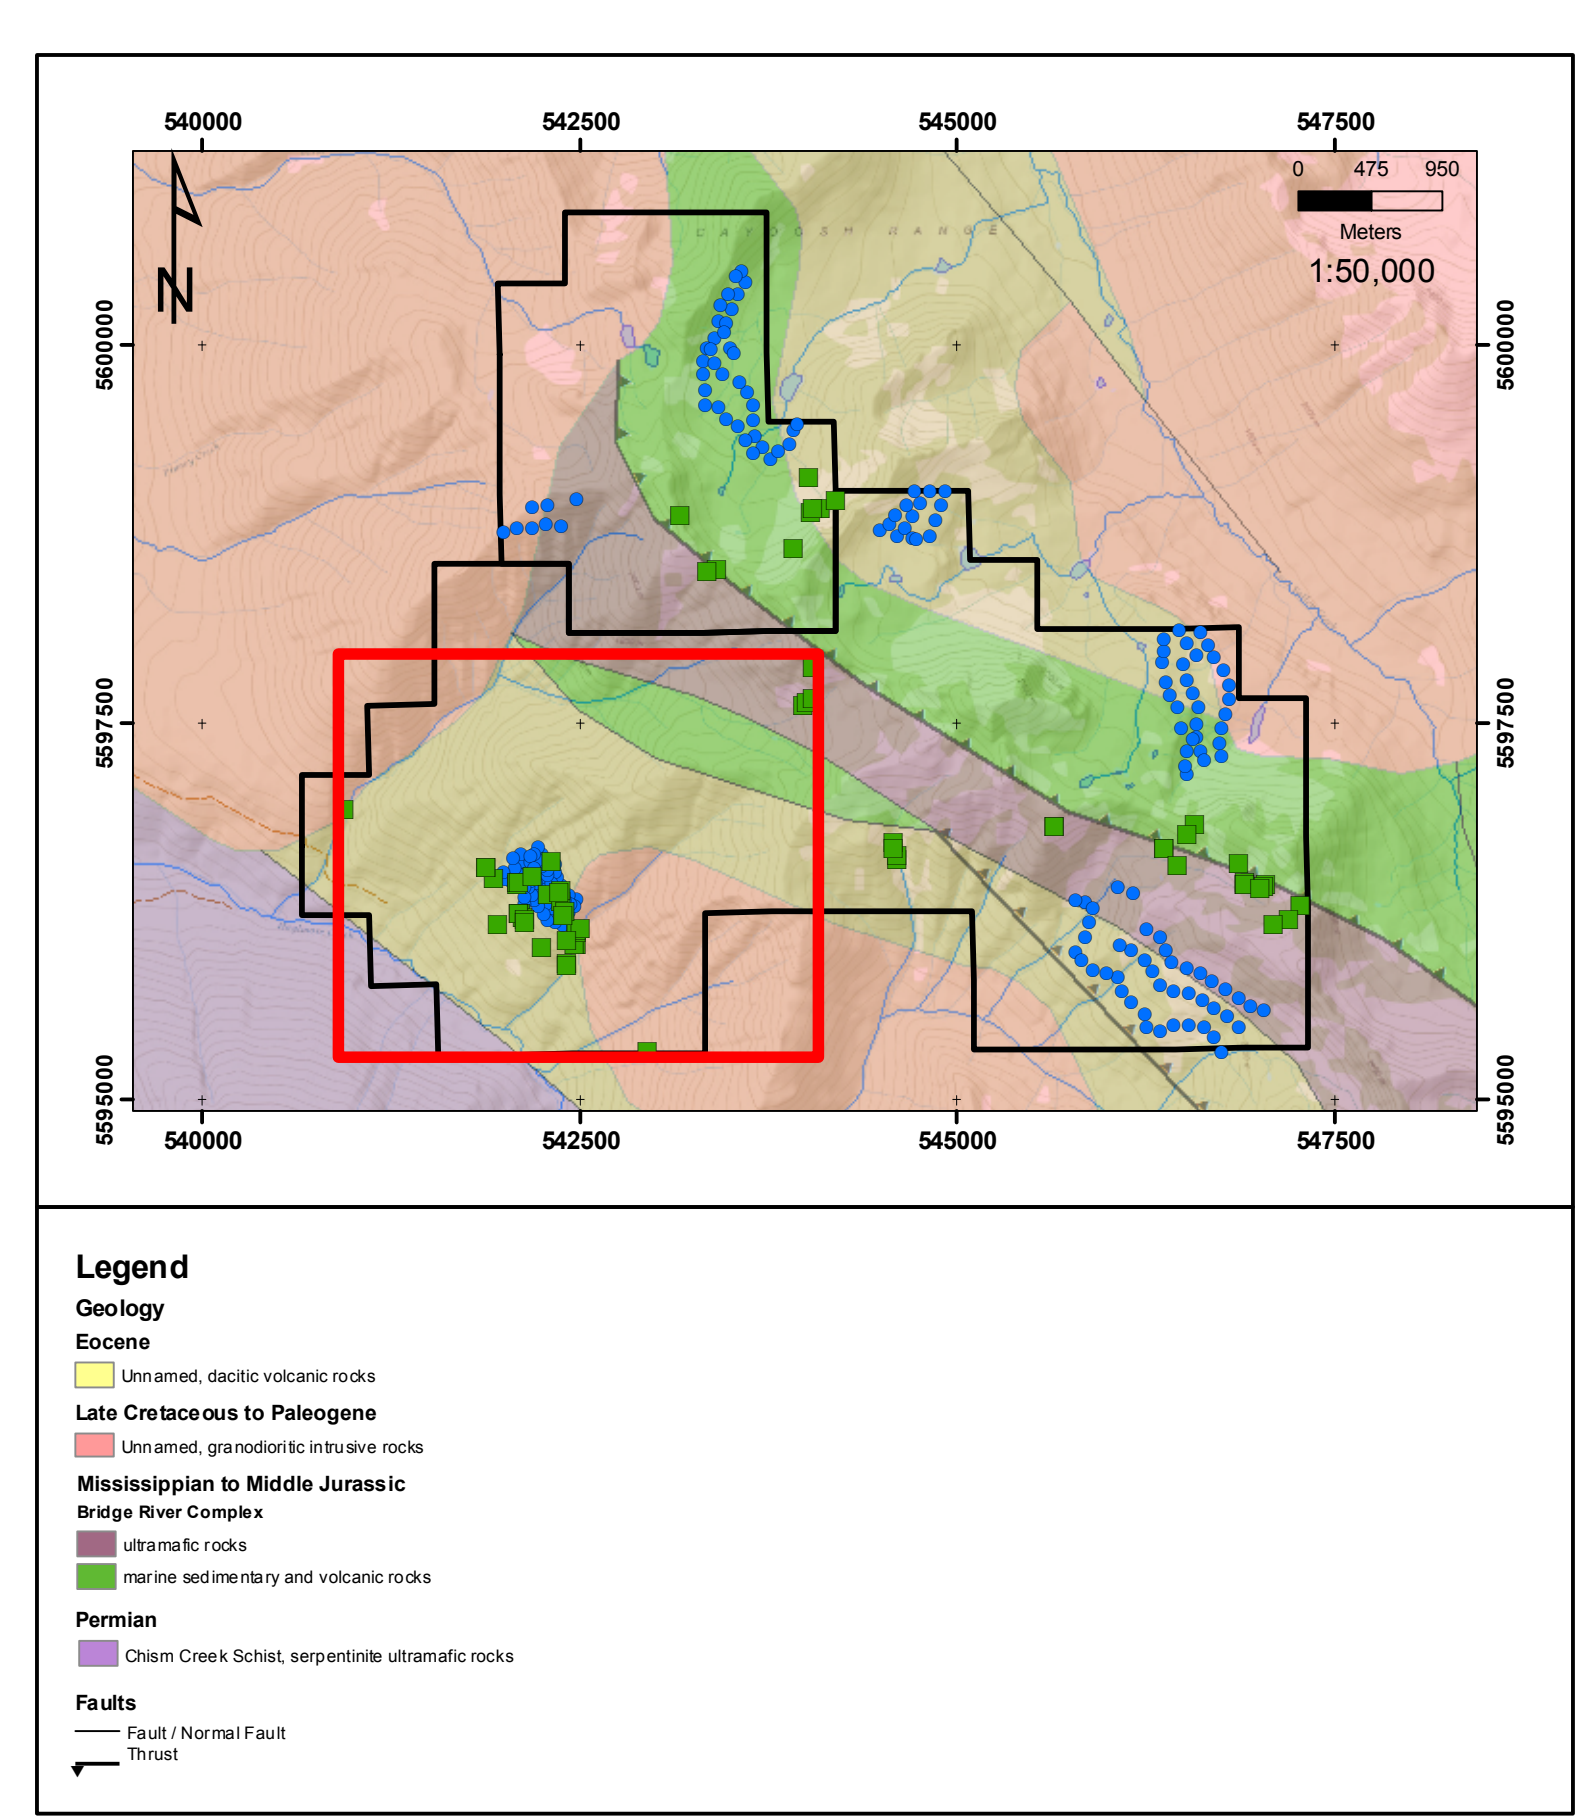 540000 542500 545000 547500
0 475 950
Meters
1:50,000
N
CAYOOSH RANGE
5600000 5600000
5597500 5597500
5595000 5595000
540000 542500 545000 547500
Legend
Geology
Eocene
Unnamed, dacitic volcanic rocks
Late Cretaceous to Paleogene
Unnamed, granodioritic intrusive rocks
Mississippian to Middle Jurassic
Bridge River Complex
ultramafic rocks
marine sedimentary and volcanic rocks
Permian
Chism Creek Schist, serpentinite ultramafic rocks
Faults
Fault / Normal Fault
Thrust